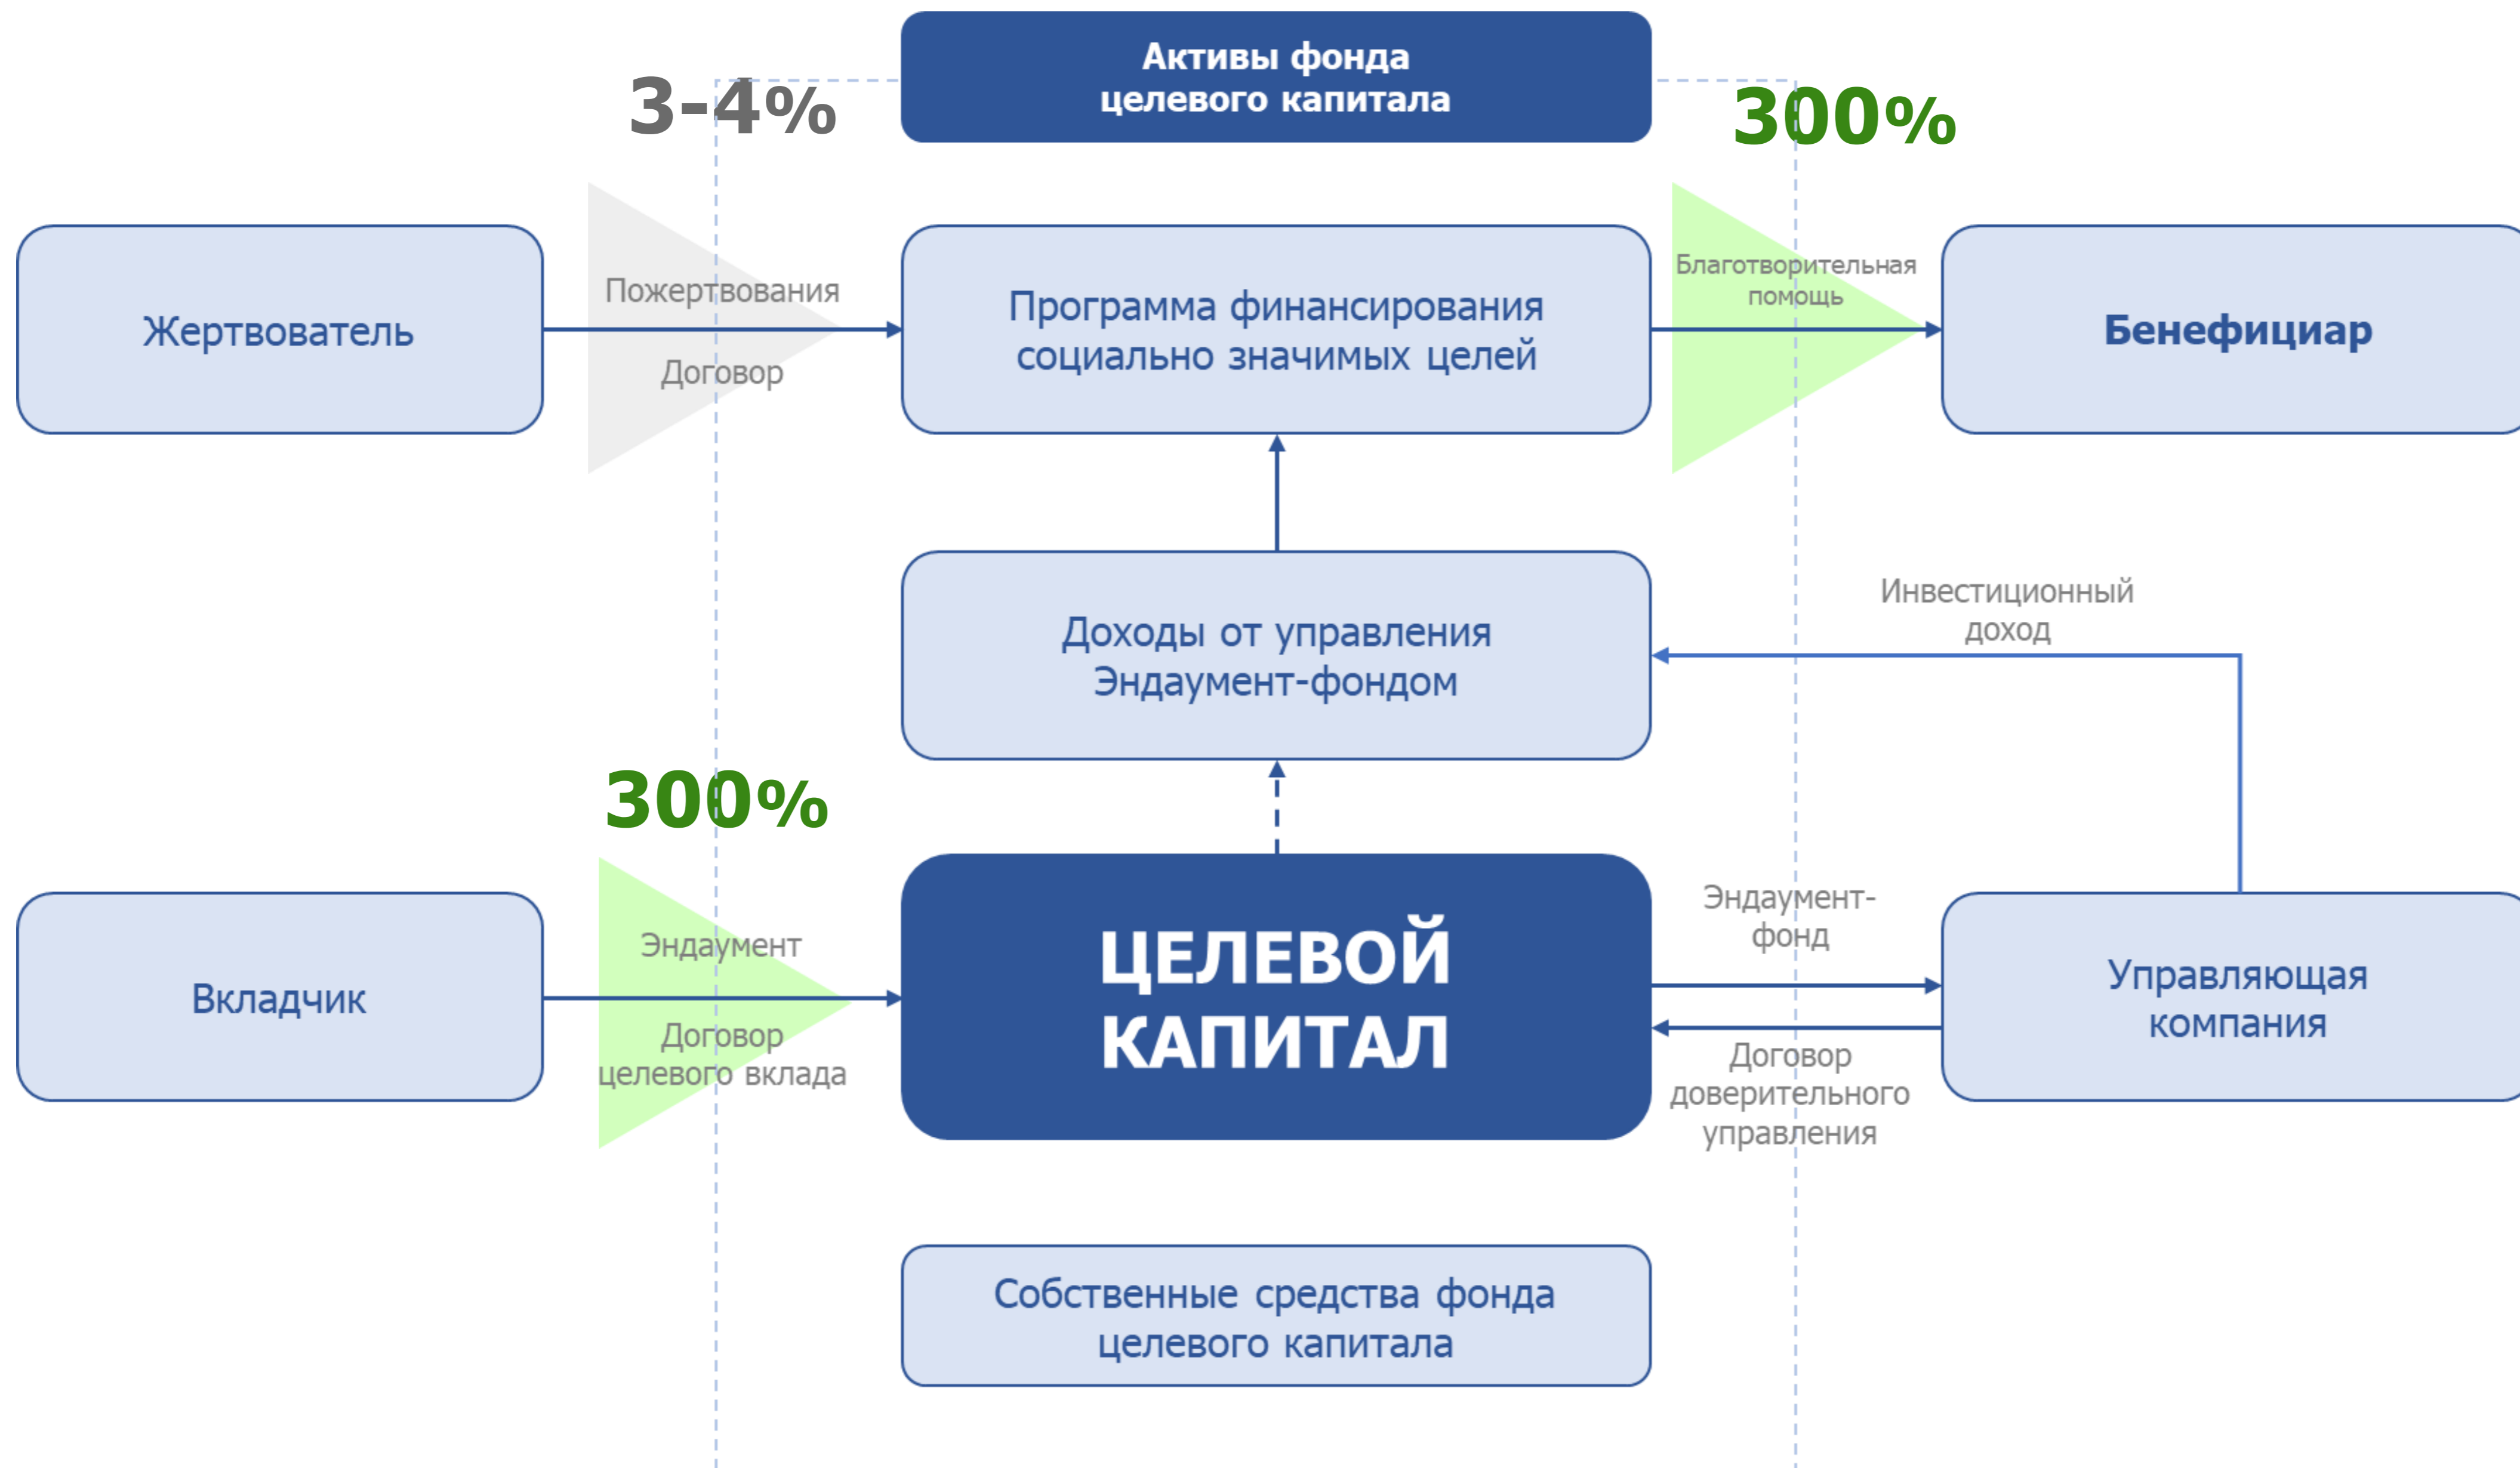 Активы фонда
целевого капитала
3-4%
300%
Жертвователь
Пожертвования
Договор
Программа финансирования
социально значимых целей
Благотворительная
помощь
Бенефициар
Доходы от управления
Эндаумент-фондом
Инвестиционный
доход
300%
Вкладчик
Эндаумент
Договор
целевого вклада
ЦЕЛЕВОЙ
КАПИТАЛ
Эндаумент-
фонд
Договор
доверительного
управления
Управляющая
компания
Собственные средства фонда
целевого капитала